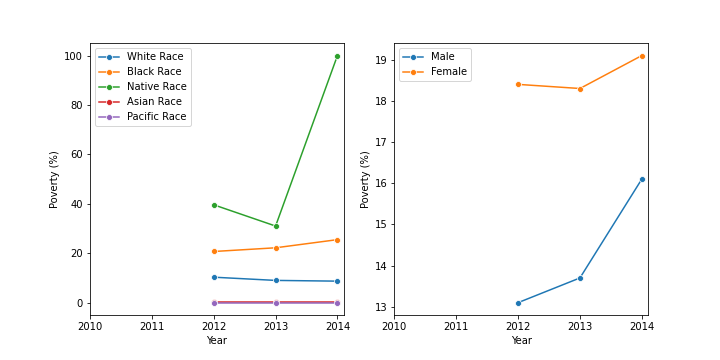 White Race
Black Race
Native Race
Asian Race
Pacific Race
100
80
60
40
20
0
Poverty (%)
2010 2011 2012 2013 2014
Year
Male
Female
19
18
17
16
15
14
13
Poverty (%)
2010 2011 2012 2013 2014
Year